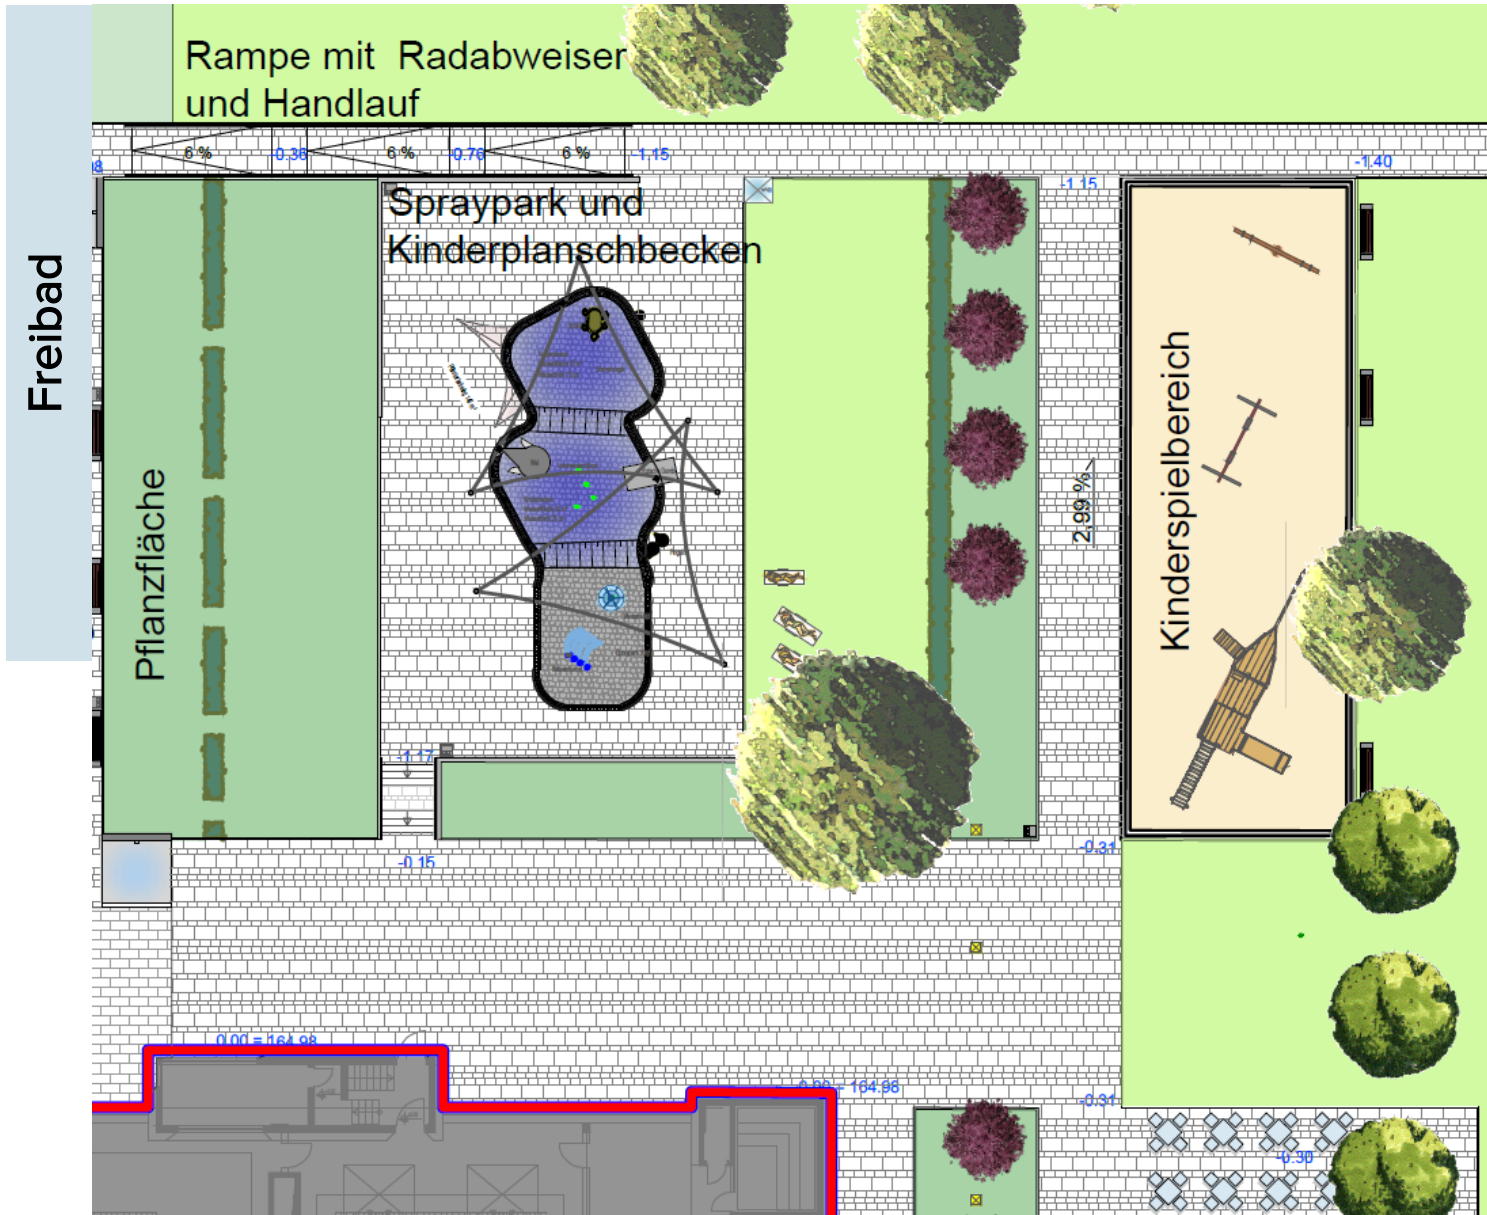 Rampe mit Radabweiser
und Handlauf
6 %
-0.36
6 %
-0.76
6 %
-1.15
-1.40
-1.15
Spraypark und
Kinderplanschbecken
Freibad
Pflanzfläche
Kinderspielbereich
2,99 %
-1.17
-0.15
-0.31
0.00 = 164.98
-0.00 = 164.98
-0.31
-0.30